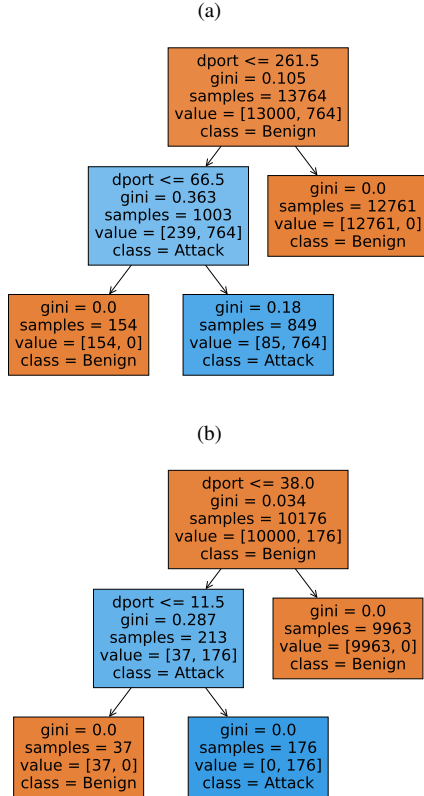 (a)
dport <= 261.5
gini = 0.105
samples = 13764
value = [13000, 764]
class = Benign
dport <= 66.5
gini = 0.363
samples = 1003
value = [239, 764]
class = Attack
gini = 0.0
samples = 12761
value = [12761, 0]
class = Benign
gini = 0.0
samples = 154
value = [154, 0]
class = Benign
gini = 0.18
samples = 849
value = [85, 764]
class = Attack
(b)
dport <= 38.0
gini = 0.034
samples = 10176
value = [10000, 176]
class = Benign
dport <= 11.5
gini = 0.287
samples = 213
value = [37, 176]
class = Attack
gini = 0.0
samples = 9963
value = [9963, 0]
class = Benign
gini = 0.0
samples = 37
value = [37, 0]
class = Benign
gini = 0.0
samples = 176
value = [0, 176]
class = Attack